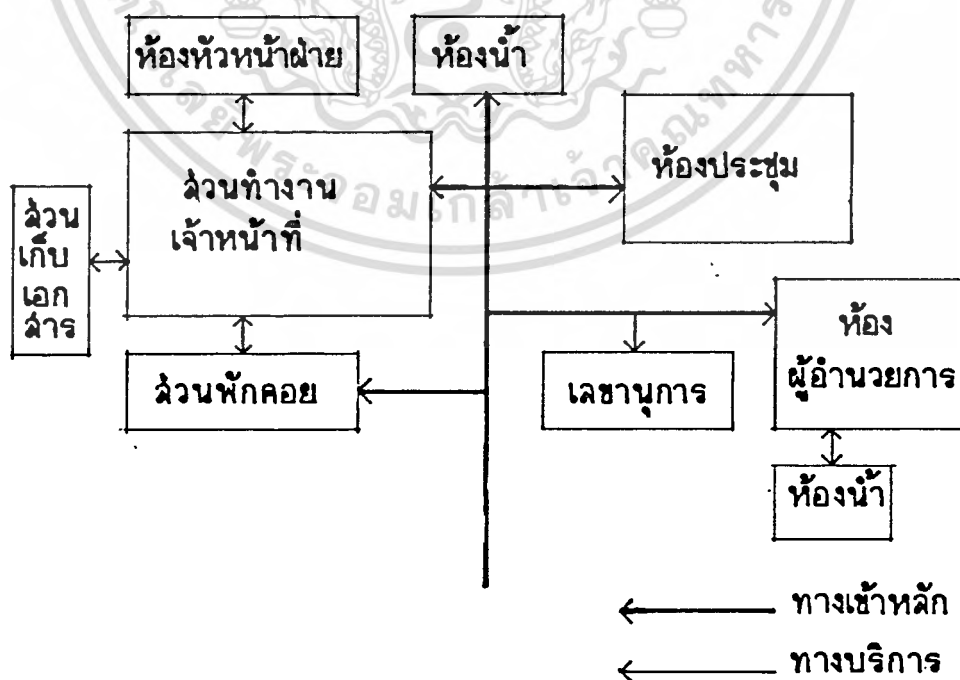 ห้องหัวหน้าฝ่าย
ห้องน้ำ
ห้องประชุม
ส่วนทำงาน
เจ้าหน้าที่
ส่วน
เก็บ
เอก
สาร
ส่วนพักคอย
เลขานุการ
ห้อง
ผู้อำนวยการ
ห้องน้ำ
ทางเข้าหลัก
ทางบริการ